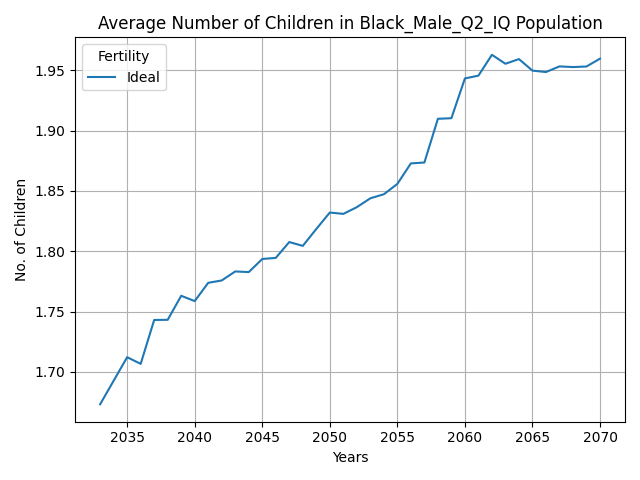 Average Number of Children in Black_Male_Q2_IQ Population
Fertility
Ideal
1.95
1.90
1.85
1.80
1.75
1.70
No. of Children
2035 2040 2045 2050 2055 2060 2065 2070
Years